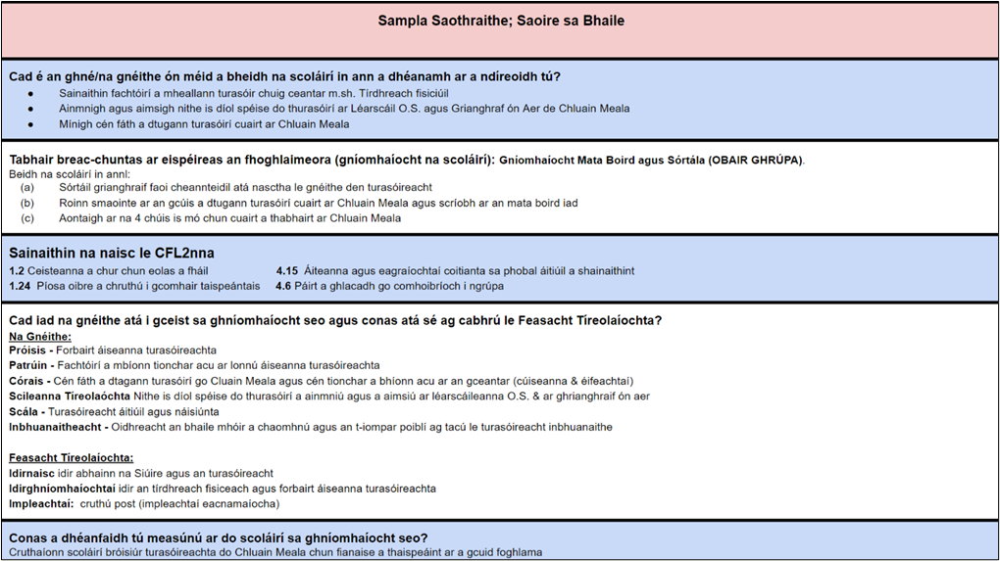 Sampla Saothraithe; Saoire sa Bhaile
Cad é an ghné/na gnéithe ón méid a bheidh na scoláirí in ann a dhéanamh ar a ndíreoidh tú?
● Sainaithin fachtóirí a mheallann turasóir chuig ceantar m.sh. Tírdhreach fisiciúil
● Ainmnigh agus aimsigh nithe is díol spéise do thurasóirí ar Léarscáil O.S. agus Grianghraf ón Aer de Chluain Meala
● Mínigh cén fáth a dtugann turasóirí cuairt ar Chluain Meala
Tabhair breac-chuntas ar eispéireas an fhoghlaimeora (gníomhaíocht na scoláirí): Gníomhaíocht Mata Boird agus Sórtála (OBAIR GHRÚPA).
Beidh na scoláirí in annl:
(a) Sórtáil grianghraif faoi cheannteidil atá nasctha le gnéithe den turasóireacht
(b) Roinn smaointe ar an gcúis a dtugann turasóirí cuairt ar Chluain Meala agus scríobh ar an mata boird iad
(c) Aontaigh ar na 4 chúis is mó chun cuairt a thabhairt ar Chluain Meala
Sainaithin na naisc le CFL2nna
1.2 Ceisteanna a chur chun eolas a fháil 4.15 Áiteanna agus eagraíochtaí coitianta sa phobal áitiúil a shainaithint
1.24 Píosa oibre a chruthú i gcomhair taispeántais 4.6 Páirt a ghlacadh go comhoibríoch i ngrúpa
Cad iad na gnéithe atá i gceist sa ghníomhaíocht seo agus conas atá sé ag cabhrú le Feasacht Tíreolaíochta?
Na Gnéithe:
Próisis - Forbairt áiseanna turasóireachta
Patrúin - Fachtóirí a mbíonn tionchar acu ar lonnú áiseanna turasóireachta
Córais - Cén fáth a dtagann turasóirí go Cluain Meala agus cén tionchar a bhíonn acu ar an gceantar (cúiseanna & éifeachtaí)
Scileanna Tíreolaóchta Nithe is díol spéise do thurasóirí a ainmniú agus a aimsiú ar léarscáileanna O.S. & ar ghrianghraif ón aer
Scála - Turasóireacht áitiúil agus náisiúnta
Inbhuanaitheacht - Oidhreacht an bhaile mhóir a chaomhnú agus an t-iompar poiblí ag tacú le turasóireacht inbhuanaithe
Feasacht Tíreolaíochta:
Idirnaisc idir abhainn na Siúire agus an turasóireacht
Idirghníomhaíochtaí idir an tírdhreach fisiceach agus forbairt áiseanna turasóireachta
Impleachtaí: cruthú post (impleachtaí eacnamaíocha)
Conas a dhéanfaidh tú measúnú ar do scoláirí sa ghníomhaíocht seo?
Cruthaíonn scoláirí bróisiúr turasóireachta do Chluain Meala chun fianaise a thaispeáint ar a gcuid foghlama